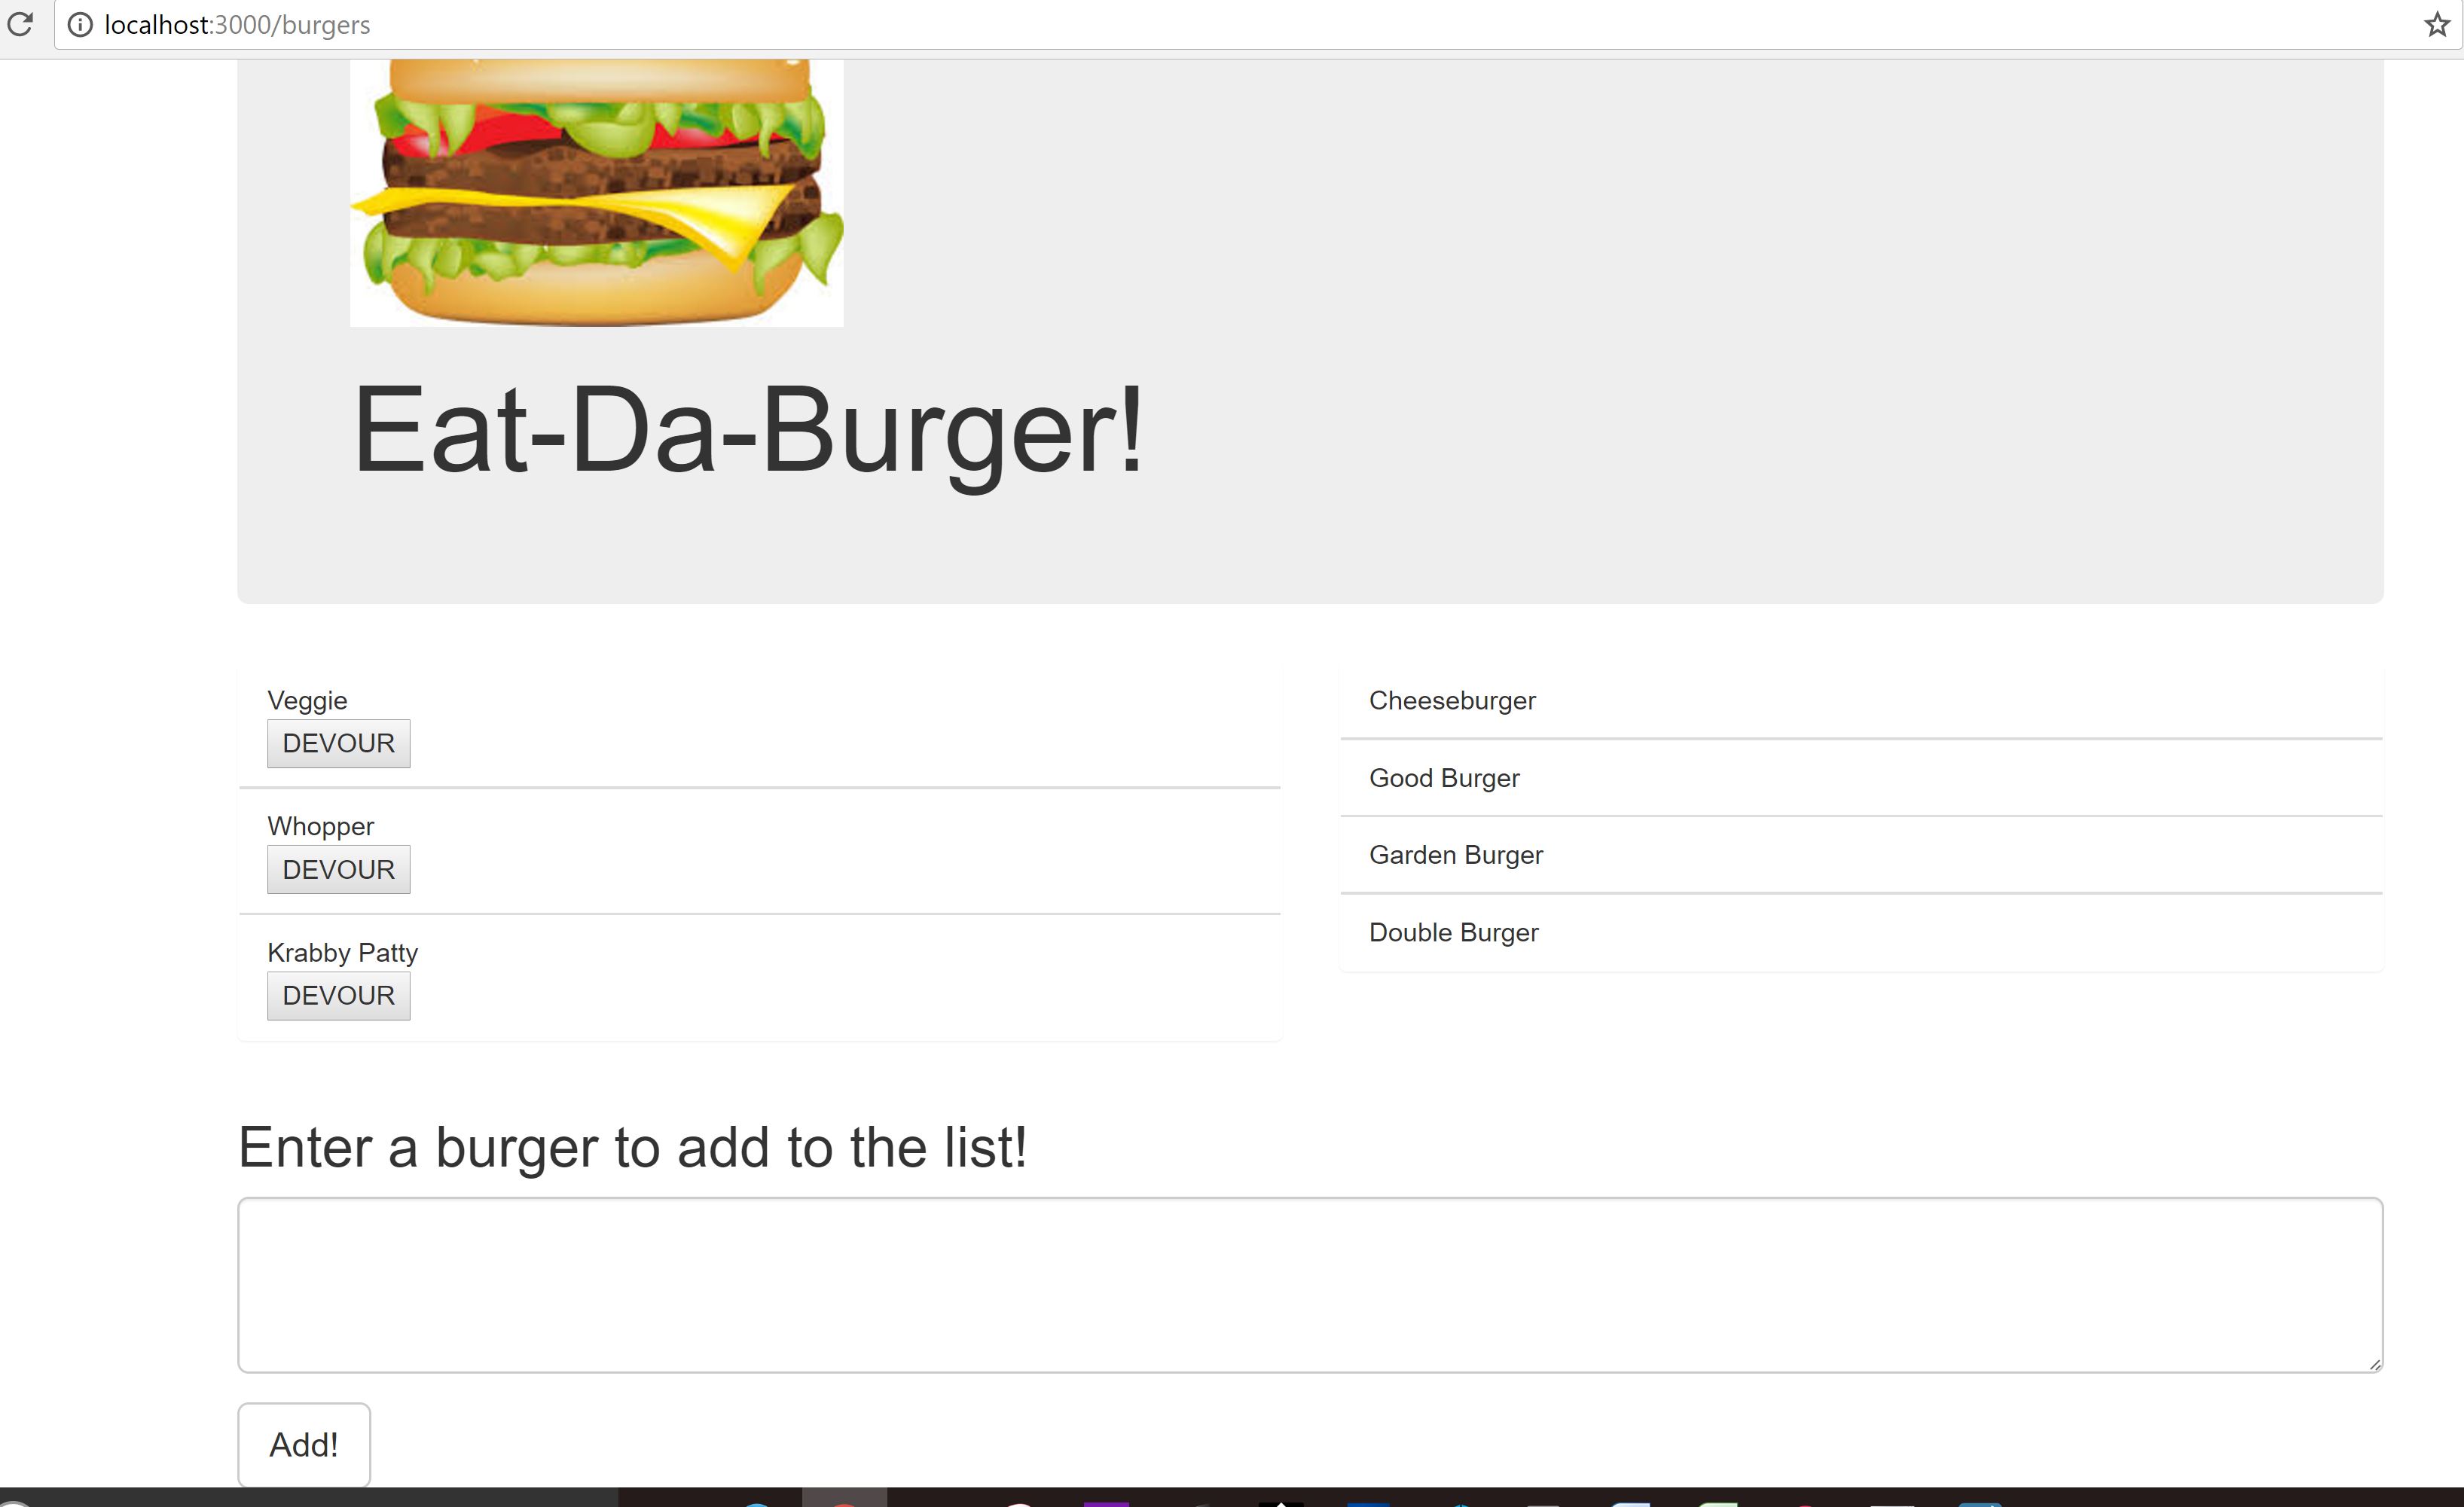 localhost:3000/burgers
Eat-Da-Burger!
Veggie
DEVOUR
Whopper
DEVOUR
Krabby Patty
DEVOUR
Cheeseburger
Good Burger
Garden Burger
Double Burger
Enter a burger to add to the list!
Add!